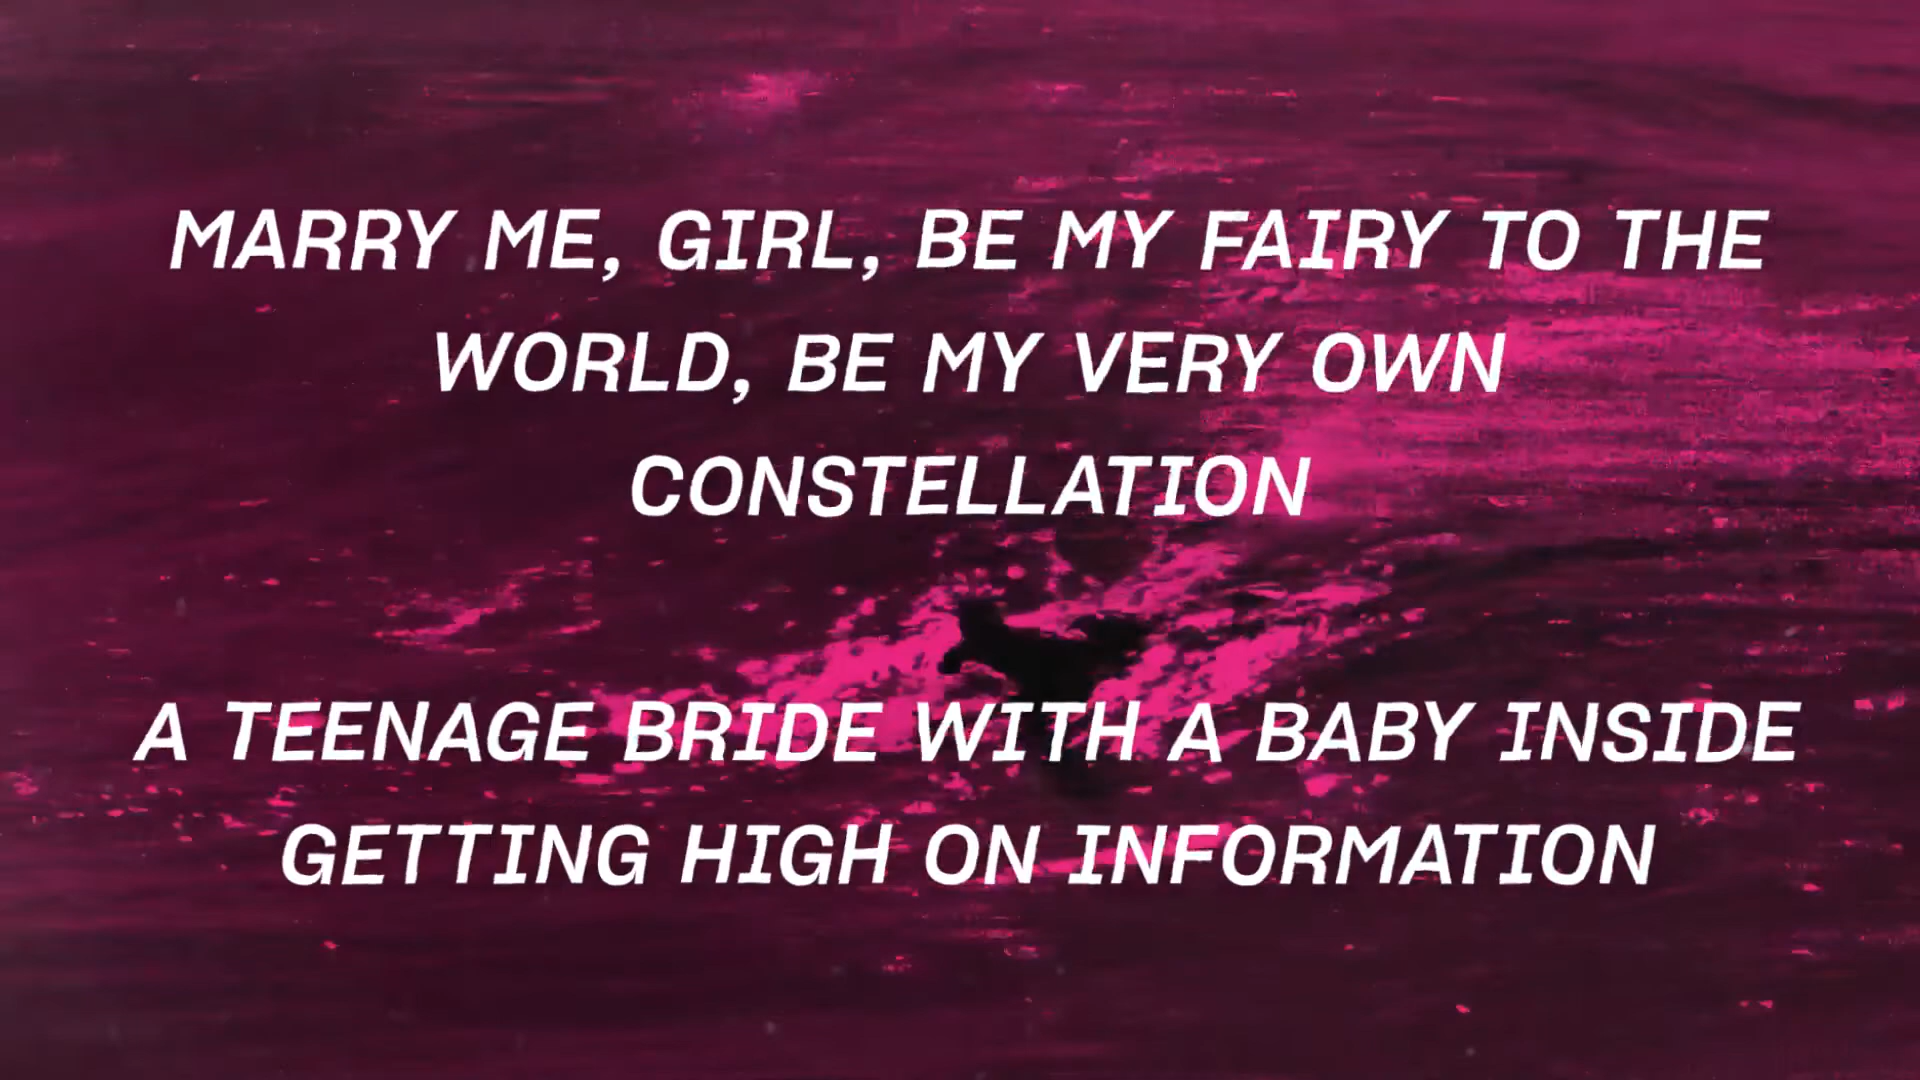 MARRY ME, GIRL, BE MY FAIRY TO THE
WORLD, BE MY VERY OWN
CONSTELLATION
A TEENAGE BRIDE WITH A BABY INSIDE
GETTING HIGH ON INFORMATION